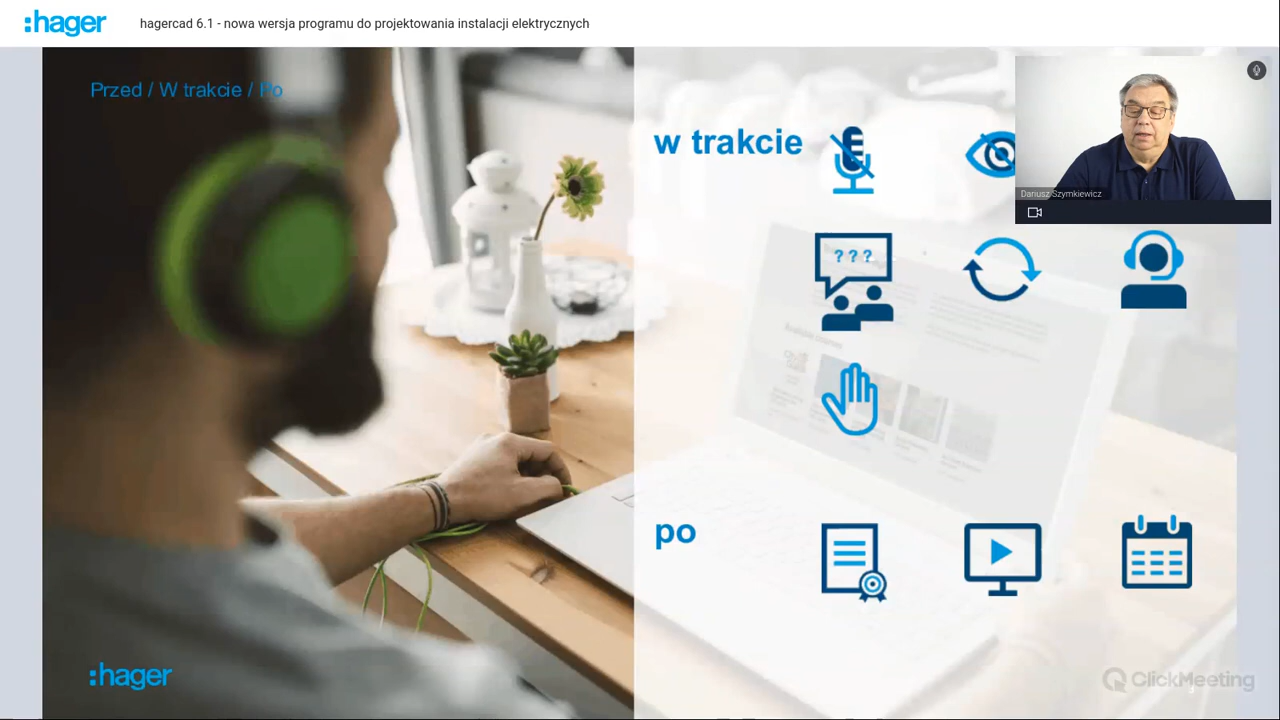 :hager
hagercad 6.1 - nowa wersja programu do projektowania instalacji elektrycznych
Przed / W trakcie / Po
w trakcie
Dariusz Szymkiewicz
???
po
:hager
ClickMeeting